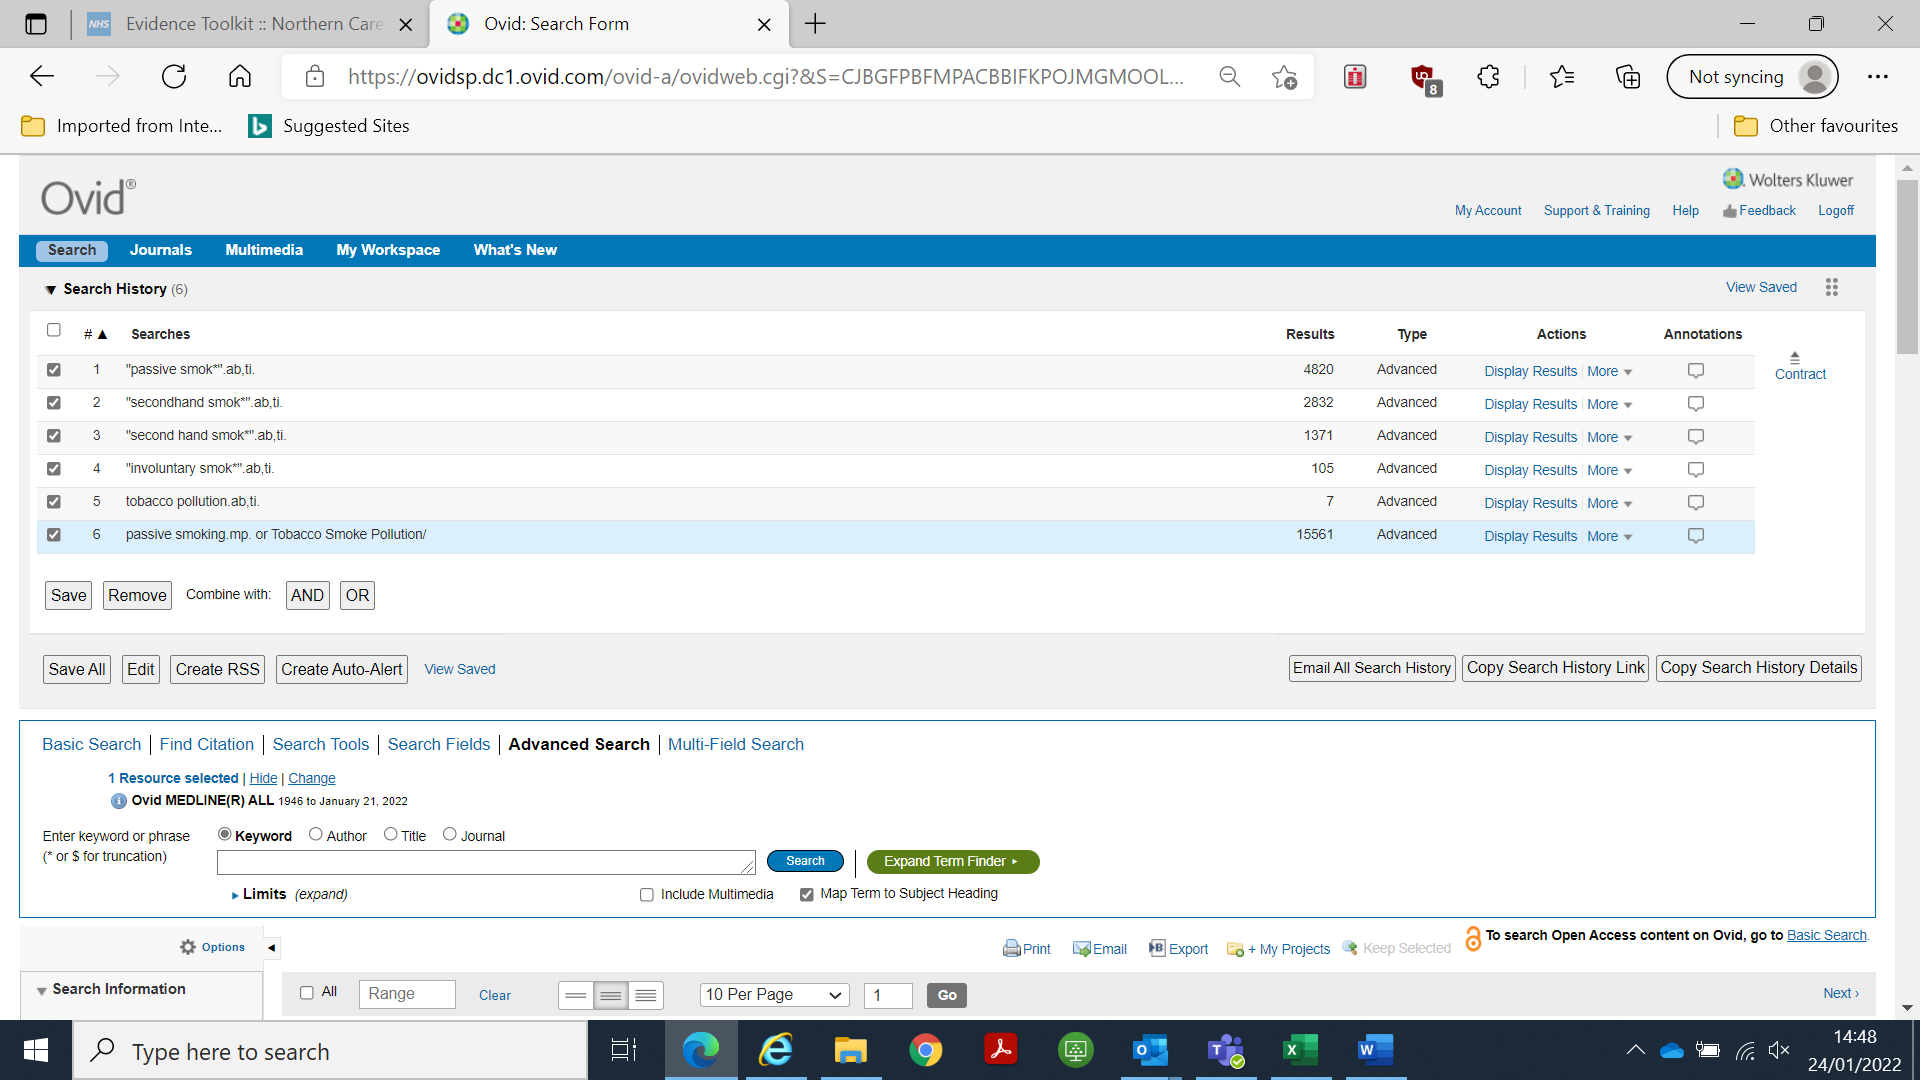 Evidence Toolkit :: Northern Care
Ovid: Search Form
https://ovidsp.dc1.ovid.com/ovid-a/ovidweb.cgi?&S=CJBGFPBFMPACBBIFKPOJMGMOOL...
8
Not syncing
Imported from Inte...
Suggested Sites
Other favourites
Ovid®
Wolters Kluwer
My Account
Support & Training
Help
Feedback
Logoff
Search
Journals
Multimedia
My Workspace
What's New
▼ Search History (6)
View Saved
# ▲ Searches Results Type Actions Annotations
1 "passive smok*".ab,ti. 4820 Advanced Display Results More
2 "secondhand smok*".ab,ti. 2832 Advanced Display Results More
3 "second hand smok*".ab,ti. 1371 Advanced Display Results More
4 "involuntary smok*".ab,ti. 105 Advanced Display Results More
5 tobacco pollution.ab,ti. 7 Advanced Display Results More
6 passive smoking.mp. or Tobacco Smoke Pollution/ 15561 Advanced Display Results More
Contract
Save Remove Combine with: AND OR
Save All Edit Create RSS Create Auto-Alert View Saved
Email All Search History Copy Search History Link Copy Search History Details
Basic Search | Find Citation | Search Tools | Search Fields | Advanced Search | Multi-Field Search
1 Resource selected | Hide | Change
Ovid MEDLINE(R) ALL 1946 to January 21, 2022
Enter keyword or phrase
(* or $ for truncation)
Keyword Author Title Journal
Search
Expand Term Finder ▸
▸ Limits (expand)
Include Multimedia
Map Term to Subject Heading
Options
Print Email Export + My Projects Keep Selected
To search Open Access content on Ovid, go to Basic Search.
Search Information
All Range Clear 10 Per Page 1 Go Next ›
Type here to search
14:48
24/01/2022